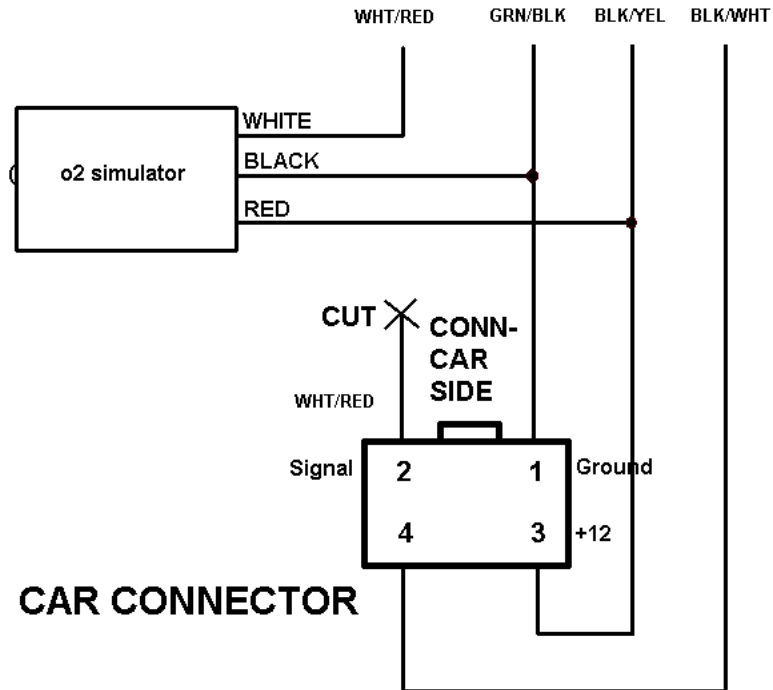 WHT/RED GRN/BLK BLK/YEL BLK/WHT
WHITE
BLACK
o2 simulator
RED
CUT
CONN-
CAR
SIDE
WHT/RED
Signal 2 1 Ground
4 3 +12
CAR CONNECTOR